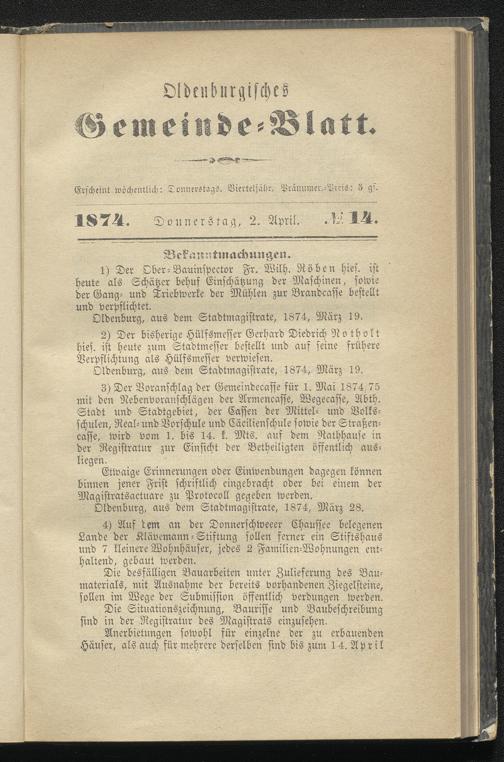 Oldenburgisches
Gemeinde-Blatt.
Erscheint wöchentlich: Donnerstags. Vierteljähr. Pränumer.-Preis: 5 gs.
1874. Donnerstag, 2. April. № 14.
Bekanntmachungen.
1) Der Ober-Bauinspector Fr. Wilh. Röben hies. ist
heute als Schätzer behuf Einschätzung der Maschinen, sowie
der Gang- und Triebwerke der Mühlen zur Brandcasse bestellt
und verpflichtet.
Oldenburg, aus dem Stadtmagistrate, 1874, März 19.
2) Der bisherige Hülfsmesser Gerhard Diedrich Notholt
hies. ist heute zum Stadtmesser bestellt und auf seine frühere
Verpflichtung als Hülfsmesser verwiesen.
Oldenburg, aus dem Stadtmagistrate, 1874, März 19.
3) Der Voranschlag der Gemeindecasse für 1. Mai 1874/75
mit den Nebenvoranschlägen der Armencasse, Wegecasse, Abth.
Stadt und Stadtgebiet, der Cassen der Mittel- und Volks-
schulen, Real- und Vorschule und Cäcilienschule sowie der Straßen-
casse, wird vom 1. bis 14. k. Mts. auf dem Rathhause in
der Registratur zur Einsicht der Betheiligten öffentlich aus-
liegen.
Etwaige Erinnerungen oder Einwendungen dagegen können
binnen jener Frist schriftlich eingebracht oder bei einem der
Magistratsactuare zu Protocoll gegeben werden.
Oldenburg, aus dem Stadtmagistrate, 1874, März 28.
4) Auf dem an der Donnerschweer Chaussee belegenen
Lande der Klävemann-Stiftung sollen ferner ein Stiftshaus
und 7 kleinere Wohnhäuser, jedes 2 Familien-Wohnungen ent-
haltend, gebaut werden.
Die desfälligen Bauarbeiten unter Zulieferung des Bau-
materials, mit Ausnahme der bereits vorhandenen Ziegelsteine,
sollen im Wege der Submission öffentlich verdungen werden.
Die Situationszeichnung, Baurisse und Baubeschreibung
sind in der Registratur des Magistrats einzusehen.
Anerbietungen sowohl für einzelne der zu erbauenden
Häuser, als auch für mehrere derselben sind bis zum 14. April